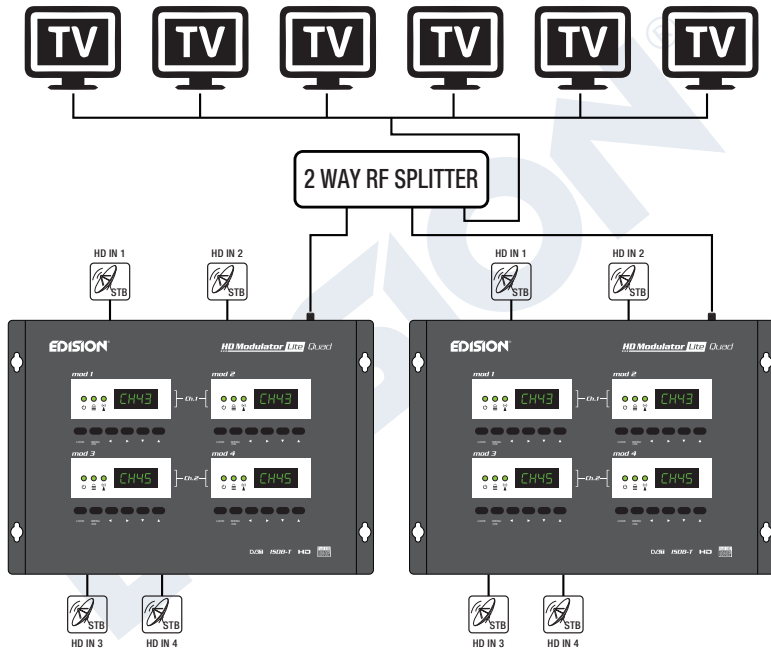 TV TV TV TV TV TV
2 WAY RF SPLITTER
HD IN 1 HD IN 2 HD IN 1 HD IN 2
STB STB STB STB
EDISION HD Modulator Lite Quad EDISION HD Modulator Lite Quad
mod 1 mod 2 mod 1 mod 2
CH43 Ch.1 CH43 CH43 Ch.1 CH43
mod 3 mod 4 mod 3 mod 4
CH45 Ch.2 CH45 CH45 Ch.2 CH45
DVB-T ISDB-T HD DVB-T ISDB-T HD
STB STB STB STB
HD IN 3 HD IN 4 HD IN 3 HD IN 4
EDISION